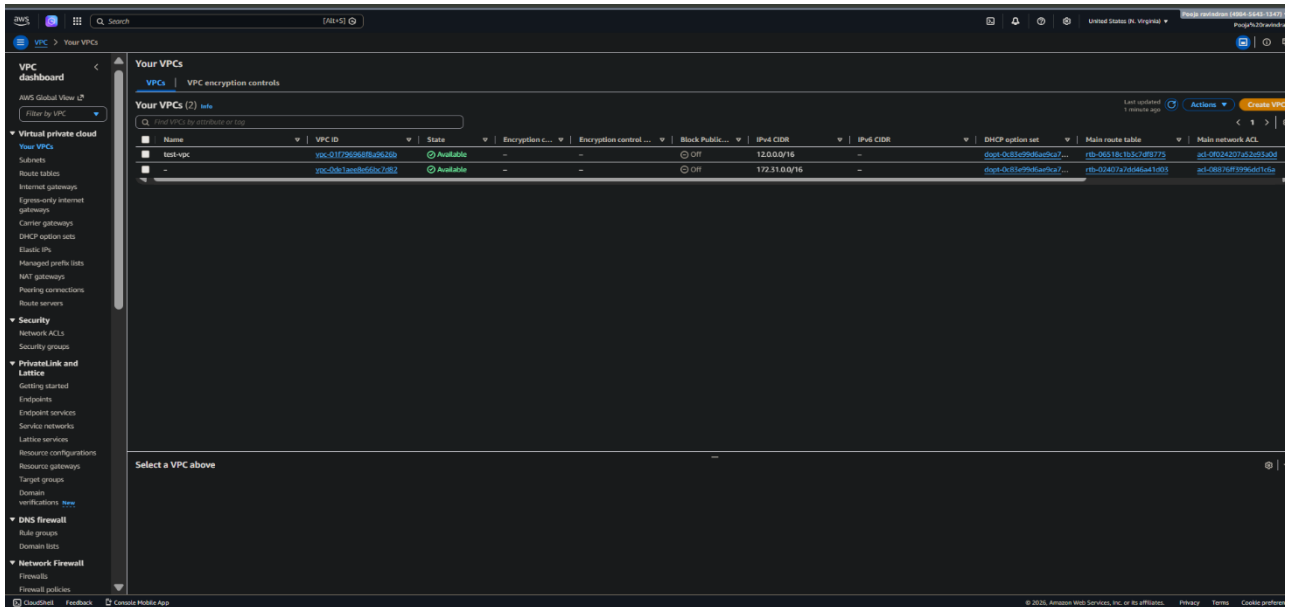 aws Search [Alt+S] United States (N. Virginia) Pooja ravindran
VPC > Your VPCs
VPC dashboard
AWS Global View
Filter by VPC
Virtual private cloud
Your VPCs
Subnets
Route tables
Internet gateways
Egress-only internet gateways
Carrier gateways
DHCP option sets
Elastic IPs
Managed prefix lists
NAT gateways
Peering connections
Route servers
Security
Network ACLs
Security groups
PrivateLink and Lattice
Getting started
Endpoints
Endpoint services
Service networks
Lattice services
Resource configurations
Resource gateways
Target groups
Domain verifications New
DNS firewall
Rule groups
Domain lists
Network Firewall
Firewalls
Firewall policies
Your VPCs
VPCs VPC encryption controls
Your VPCs (2) Info Last updated 1 minute ago Actions Create VPC
Find VPCs by attribute or tag 1
Name VPC ID State Encryption c... Encryption control ... Block Public... IPv4 CIDR IPv6 CIDR DHCP option set Main route table Main network ACL
test-vpc vpc-01f796968f8a9626b Available – – Off 12.0.0.0/16 – dopt-0c83e99d6ae9ca7... rtb-06518c1b3c7df8775 acl-0f024207a52e93a0d
– vpc-0de1aee8e66bc7d82 Available – – Off 172.31.0.0/16 – dopt-0c83e99d6ae9ca7... rtb-02407a7dd46a41d03 acl-08876ff3996dd1c6a
Select a VPC above
CloudShell Feedback Console Mobile App © 2026, Amazon Web Services, Inc. or its affiliates. Privacy Terms Cookie preferen